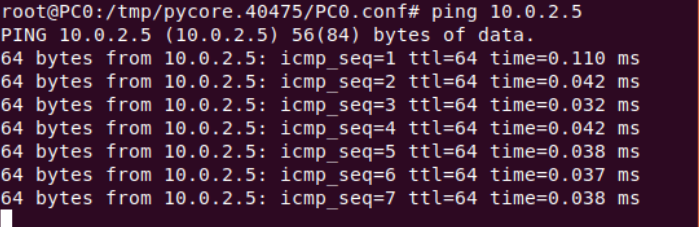 root@PC0:/tmp/pycore.40475/PC0.conf# ping 10.0.2.5
PING 10.0.2.5 (10.0.2.5) 56(84) bytes of data.
64 bytes from 10.0.2.5: icmp_seq=1 ttl=64 time=0.110 ms
64 bytes from 10.0.2.5: icmp_seq=2 ttl=64 time=0.042 ms
64 bytes from 10.0.2.5: icmp_seq=3 ttl=64 time=0.032 ms
64 bytes from 10.0.2.5: icmp_seq=4 ttl=64 time=0.042 ms
64 bytes from 10.0.2.5: icmp_seq=5 ttl=64 time=0.038 ms
64 bytes from 10.0.2.5: icmp_seq=6 ttl=64 time=0.037 ms
64 bytes from 10.0.2.5: icmp_seq=7 ttl=64 time=0.038 ms